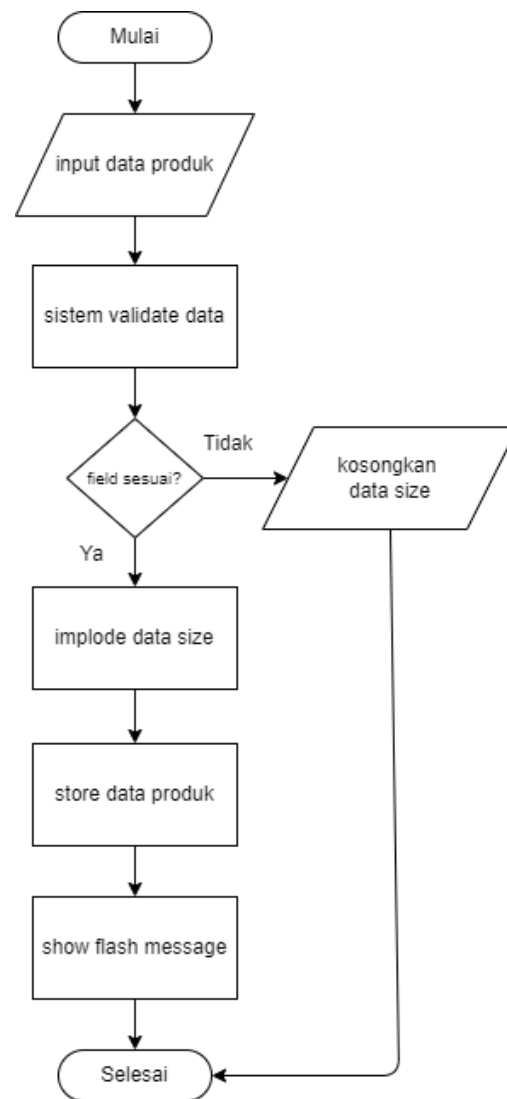 Mulai
input data produk
sistem validate data
field sesuai?
Tidak
kosongkan
data size
Ya
implode data size
store data produk
show flash message
Selesai